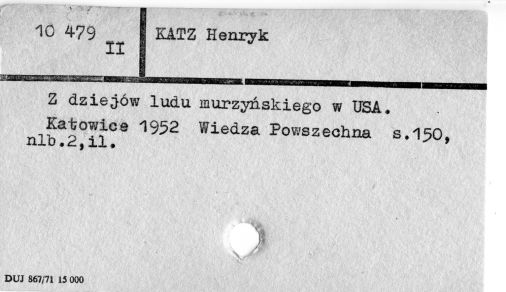 10 479
II
KATZ Henryk
Z dziejów ludu murzyńskiego w USA.
Katowice 1952 Wiedza Powszechna s.150,
nlb.2,il.
DUJ 867/71 15 000